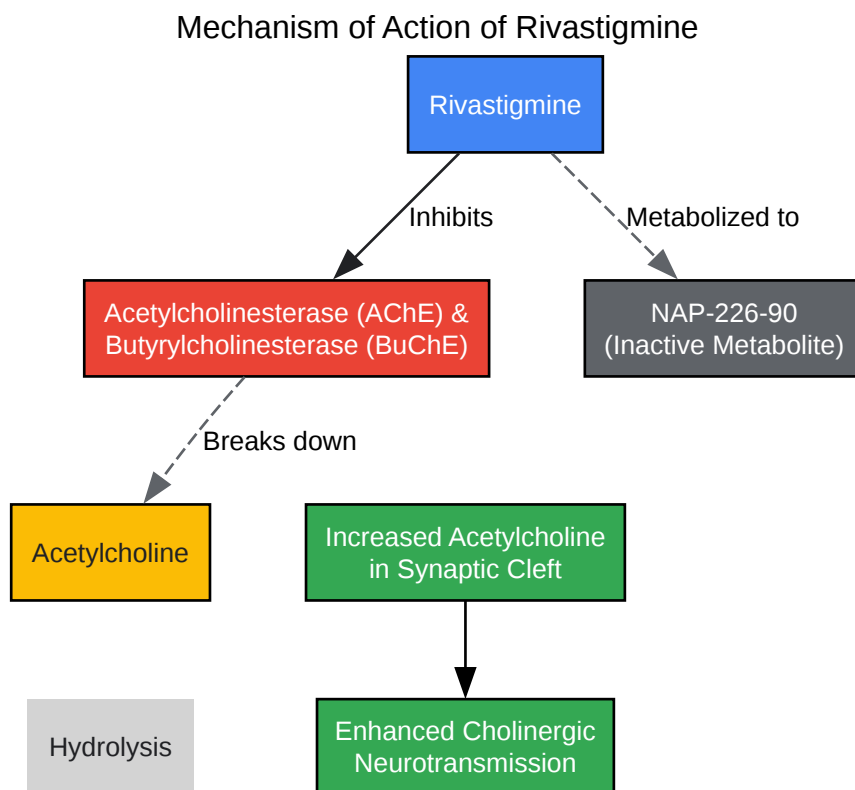 Mechanism of Action of Rivastigmine
Rivastigmine
Inhibits
Metabolized to
Acetylcholinesterase (AChE) &
Butyrylcholinesterase (BuChE)
NAP-226-90
(Inactive Metabolite)
Breaks down
Acetylcholine
Increased Acetylcholine
in Synaptic Cleft
Hydrolysis
Enhanced Cholinergic
Neurotransmission